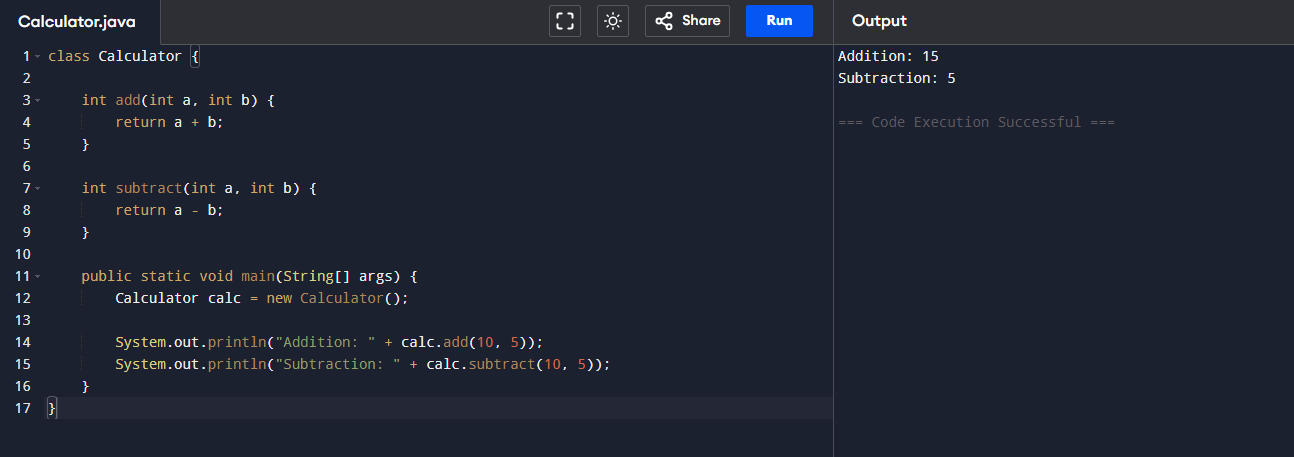 Calculator.java
Share
Run
Output
1 class Calculator {
2
3     int add(int a, int b) {
4         return a + b;
5     }
6
7     int subtract(int a, int b) {
8         return a - b;
9     }
10
11     public static void main(String[] args) {
12         Calculator calc = new Calculator();
13
14         System.out.println("Addition: " + calc.add(10, 5));
15         System.out.println("Subtraction: " + calc.subtract(10, 5));
16     }
17 }
Addition: 15
Subtraction: 5
=== Code Execution Successful ===